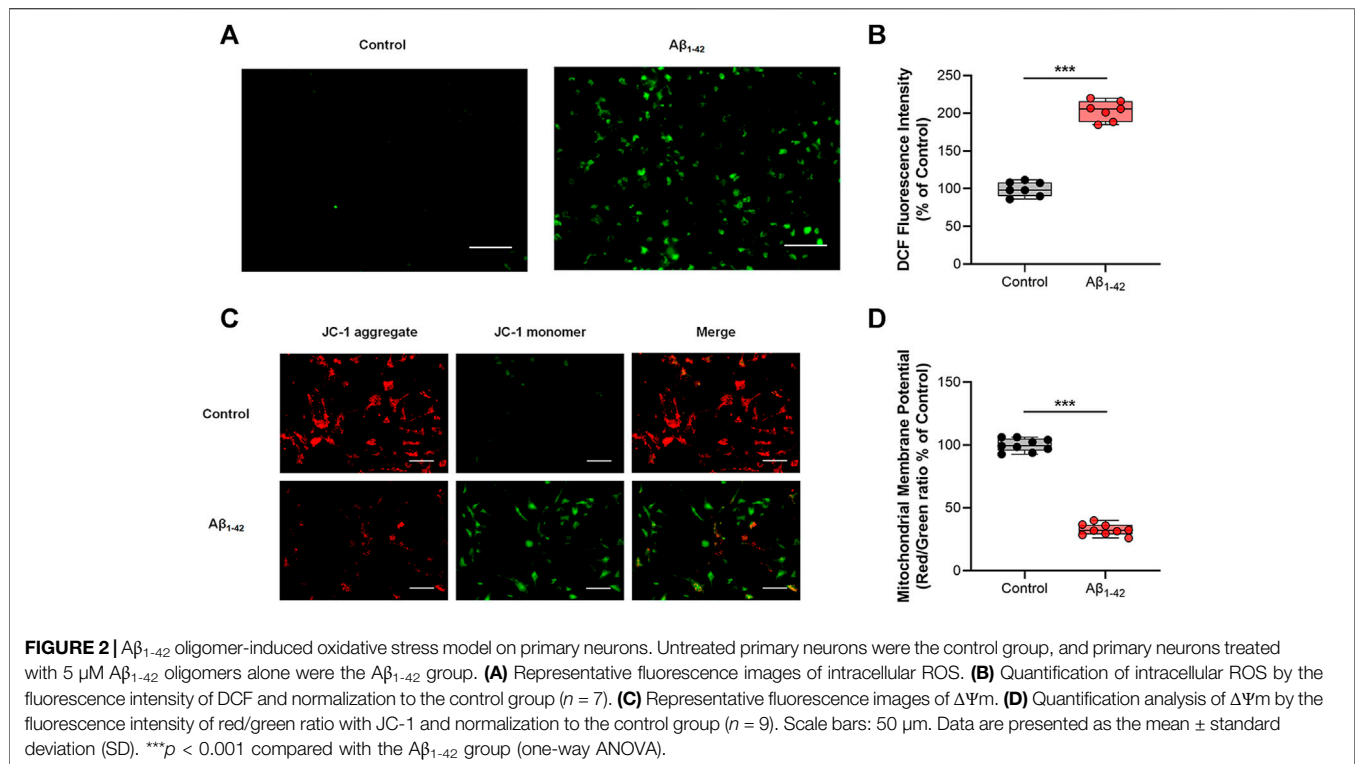 A
Control
Aβ1-42
B
***
DCF Fluorescence Intensity
(% of Control)
250
200
150
100
50
0
Control
Aβ1-42
C
JC-1 aggregate
JC-1 monomer
Merge
Control
Aβ1-42
D
***
Mitochondrial Membrane Potential
(Red/Green ratio % of Control)
150
100
50
0
Control
Aβ1-42
FIGURE 2 | Aβ1-42 oligomer-induced oxidative stress model on primary neurons. Untreated primary neurons were the control group, and primary neurons treated
with 5 µM Aβ1-42 oligomers alone were the Aβ1-42 group. (A) Representative fluorescence images of intracellular ROS. (B) Quantification of intracellular ROS by the
fluorescence intensity of DCF and normalization to the control group (n = 7). (C) Representative fluorescence images of ΔΨm. (D) Quantification analysis of ΔΨm by the
fluorescence intensity of red/green ratio with JC-1 and normalization to the control group (n = 9). Scale bars: 50 µm. Data are presented as the mean ± standard
deviation (SD). ***p < 0.001 compared with the Aβ1-42 group (one-way ANOVA).